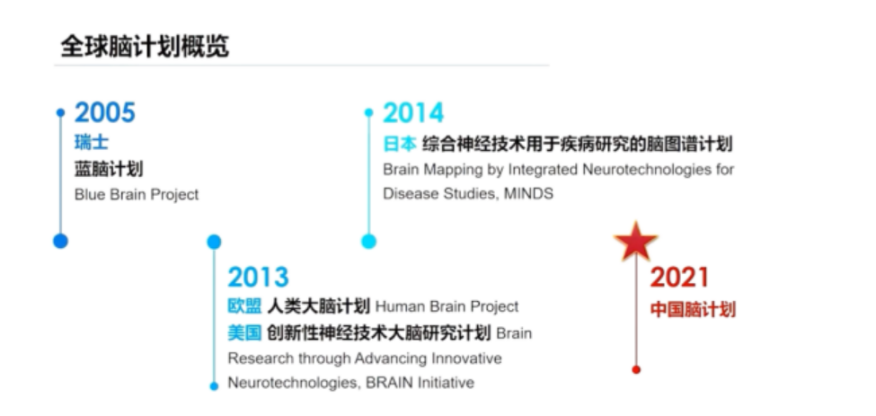 全球脑计划概览
2005
瑞士
蓝脑计划
Blue Brain Project
2013
欧盟 人类大脑计划 Human Brain Project
美国 创新性神经技术大脑研究计划 Brain
Research through Advancing Innovative
Neurotechnologies, BRAIN Initiative
2014
日本 综合神经技术用于疾病研究的脑图谱计划
Brain Mapping by Integrated Neurotechnologies for
Disease Studies, MINDS
2021
中国脑计划